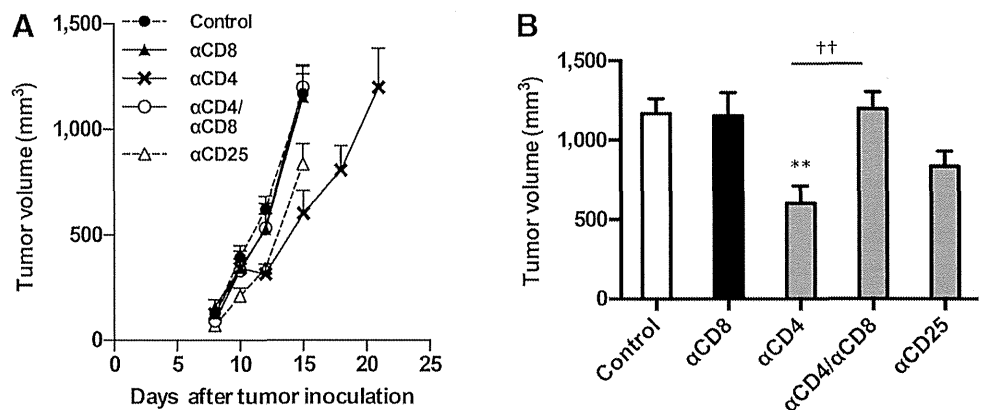 A
Tumor volume (mm3)
1,500
1,000
500
0
0
5
10
15
20
25
Days after tumor inoculation
Control
αCD8
αCD4
αCD4/
αCD8
αCD25
B
Tumor volume (mm3)
1,500
1,000
500
0
††
**
Control
αCD8
αCD4
αCD4/αCD8
αCD25